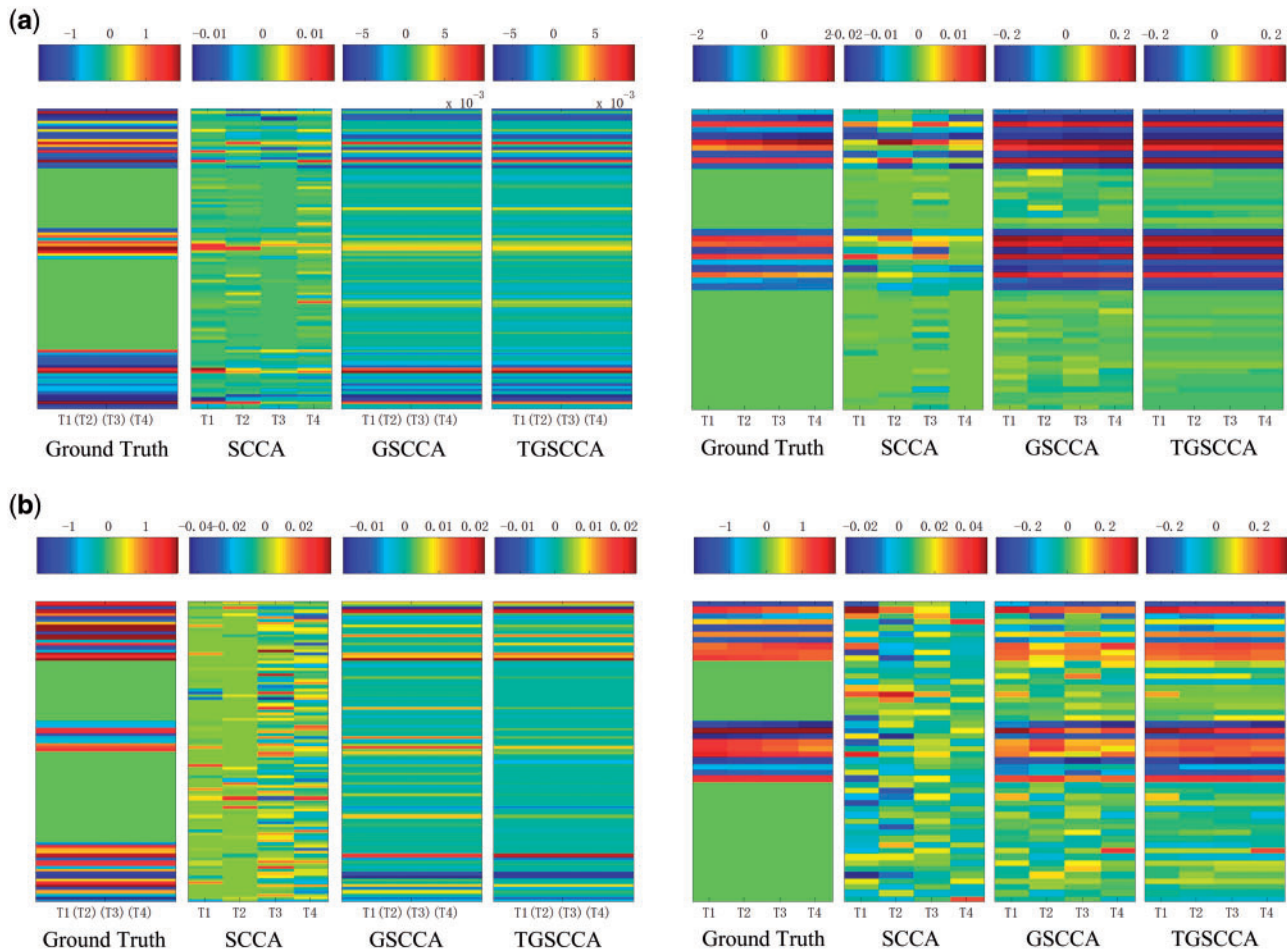 (a)
-1 0 1 -0.01 0 0.01 -5 0 5 -5 0 5 -2 0 2-0.02 -0.01 0 0.01 -0.2 0 0.2 -0.2 0 0.2
x 10⁻³ x 10⁻³
T1(T2) (T3) (T4) T1 T2 T3 T4 T1(T2) (T3) (T4) T1(T2) (T3) (T4) T1 T2 T3 T4 T1 T2 T3 T4 T1 T2 T3 T4 T1 T2 T3 T4
Ground Truth SCCA GSCCA TGSCCA Ground Truth SCCA GSCCA TGSCCA
(b)
-1 0 1 -0.04-0.02 0 0.02 -0.01 0 0.01 0.02 -0.01 0 0.01 0.02 -1 0 1 -0.02 0 0.02 0.04 -0.2 0 0.2 -0.2 0 0.2
T1(T2) (T3) (T4) T1 T2 T3 T4 T1(T2) (T3) (T4) T1(T2) (T3) (T4) T1 T2 T3 T4 T1 T2 T3 T4 T1 T2 T3 T4 T1 T2 T3 T4
Ground Truth SCCA GSCCA TGSCCA Ground Truth SCCA GSCCA TGSCCA